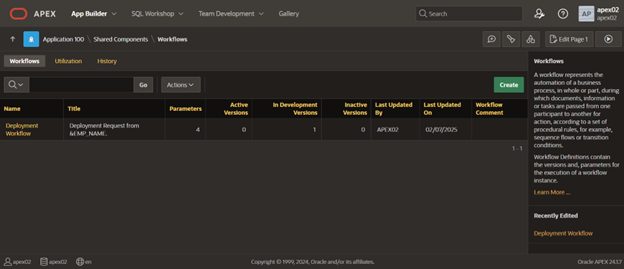 APEX App Builder SQL Workshop Team Development Gallery Search AP apex02 apex02
Application 100 \ Shared Components \ Workflows Edit Page 1
Workflows Utilization History
Go Actions Create
Name Title Parameters Active Versions In Development Versions Inactive Versions Last Updated By Last Updated On Workflow Comment
Deployment Workflow Deployment Request from &EMP_NAME. 4 0 1 0 APEX02 02/07/2025
1 - 1
Workflows
A workflow represents the
automation of a business
process, in whole or part, during
which documents, information
or tasks are passed from one
participant to another for
action, according to a set of
procedural rules, for example,
sequence flows or transition
conditions.
Workflow Definitions contain
the versions and, parameters for
the execution of a workflow
instance.
Learn More ...
Recently Edited
Deployment Workflow
apex02 apex02 en Copyright © 1999, 2024, Oracle and/or its affiliates. Oracle APEX 24.1.7